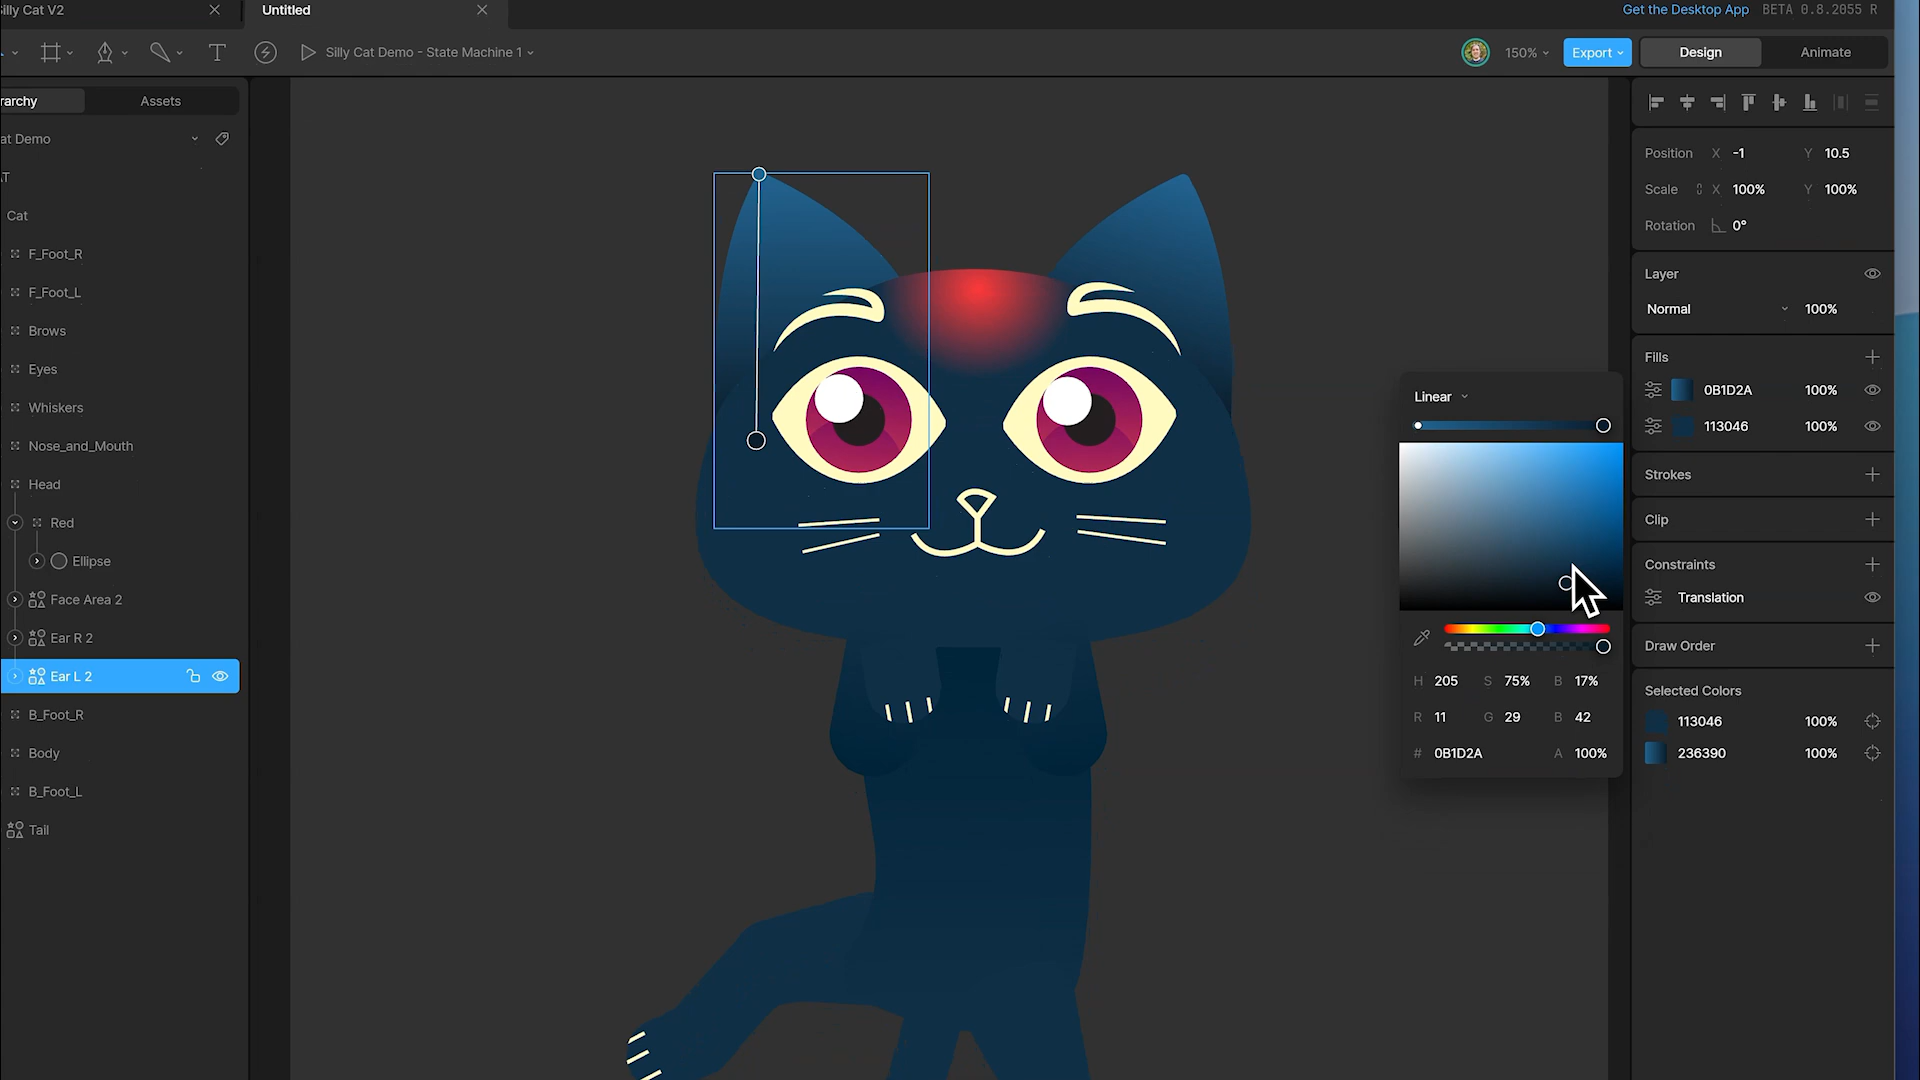 Silly Cat V2
Untitled
Get the Desktop App BETA 0.8.2055 R
T Silly Cat Demo - State Machine 1
150% Export Design Animate
rarchy Assets
at Demo
T
Cat
F_Foot_R
F_Foot_L
Brows
Eyes
Whiskers
Nose_and_Mouth
Head
Red
Ellipse
Face Area 2
Ear R 2
Ear L 2
B_Foot_R
Body
B_Foot_L
Tail
Linear
H 205 S 75% B 17%
R 11 G 29 B 42
# 0B1D2A A 100%
Position X -1 Y 10.5
Scale X 100% Y 100%
Rotation 0°
Layer
Normal 100%
Fills
0B1D2A 100%
113046 100%
Strokes
Clip
Constraints
Translation
Draw Order
Selected Colors
113046 100%
236390 100%